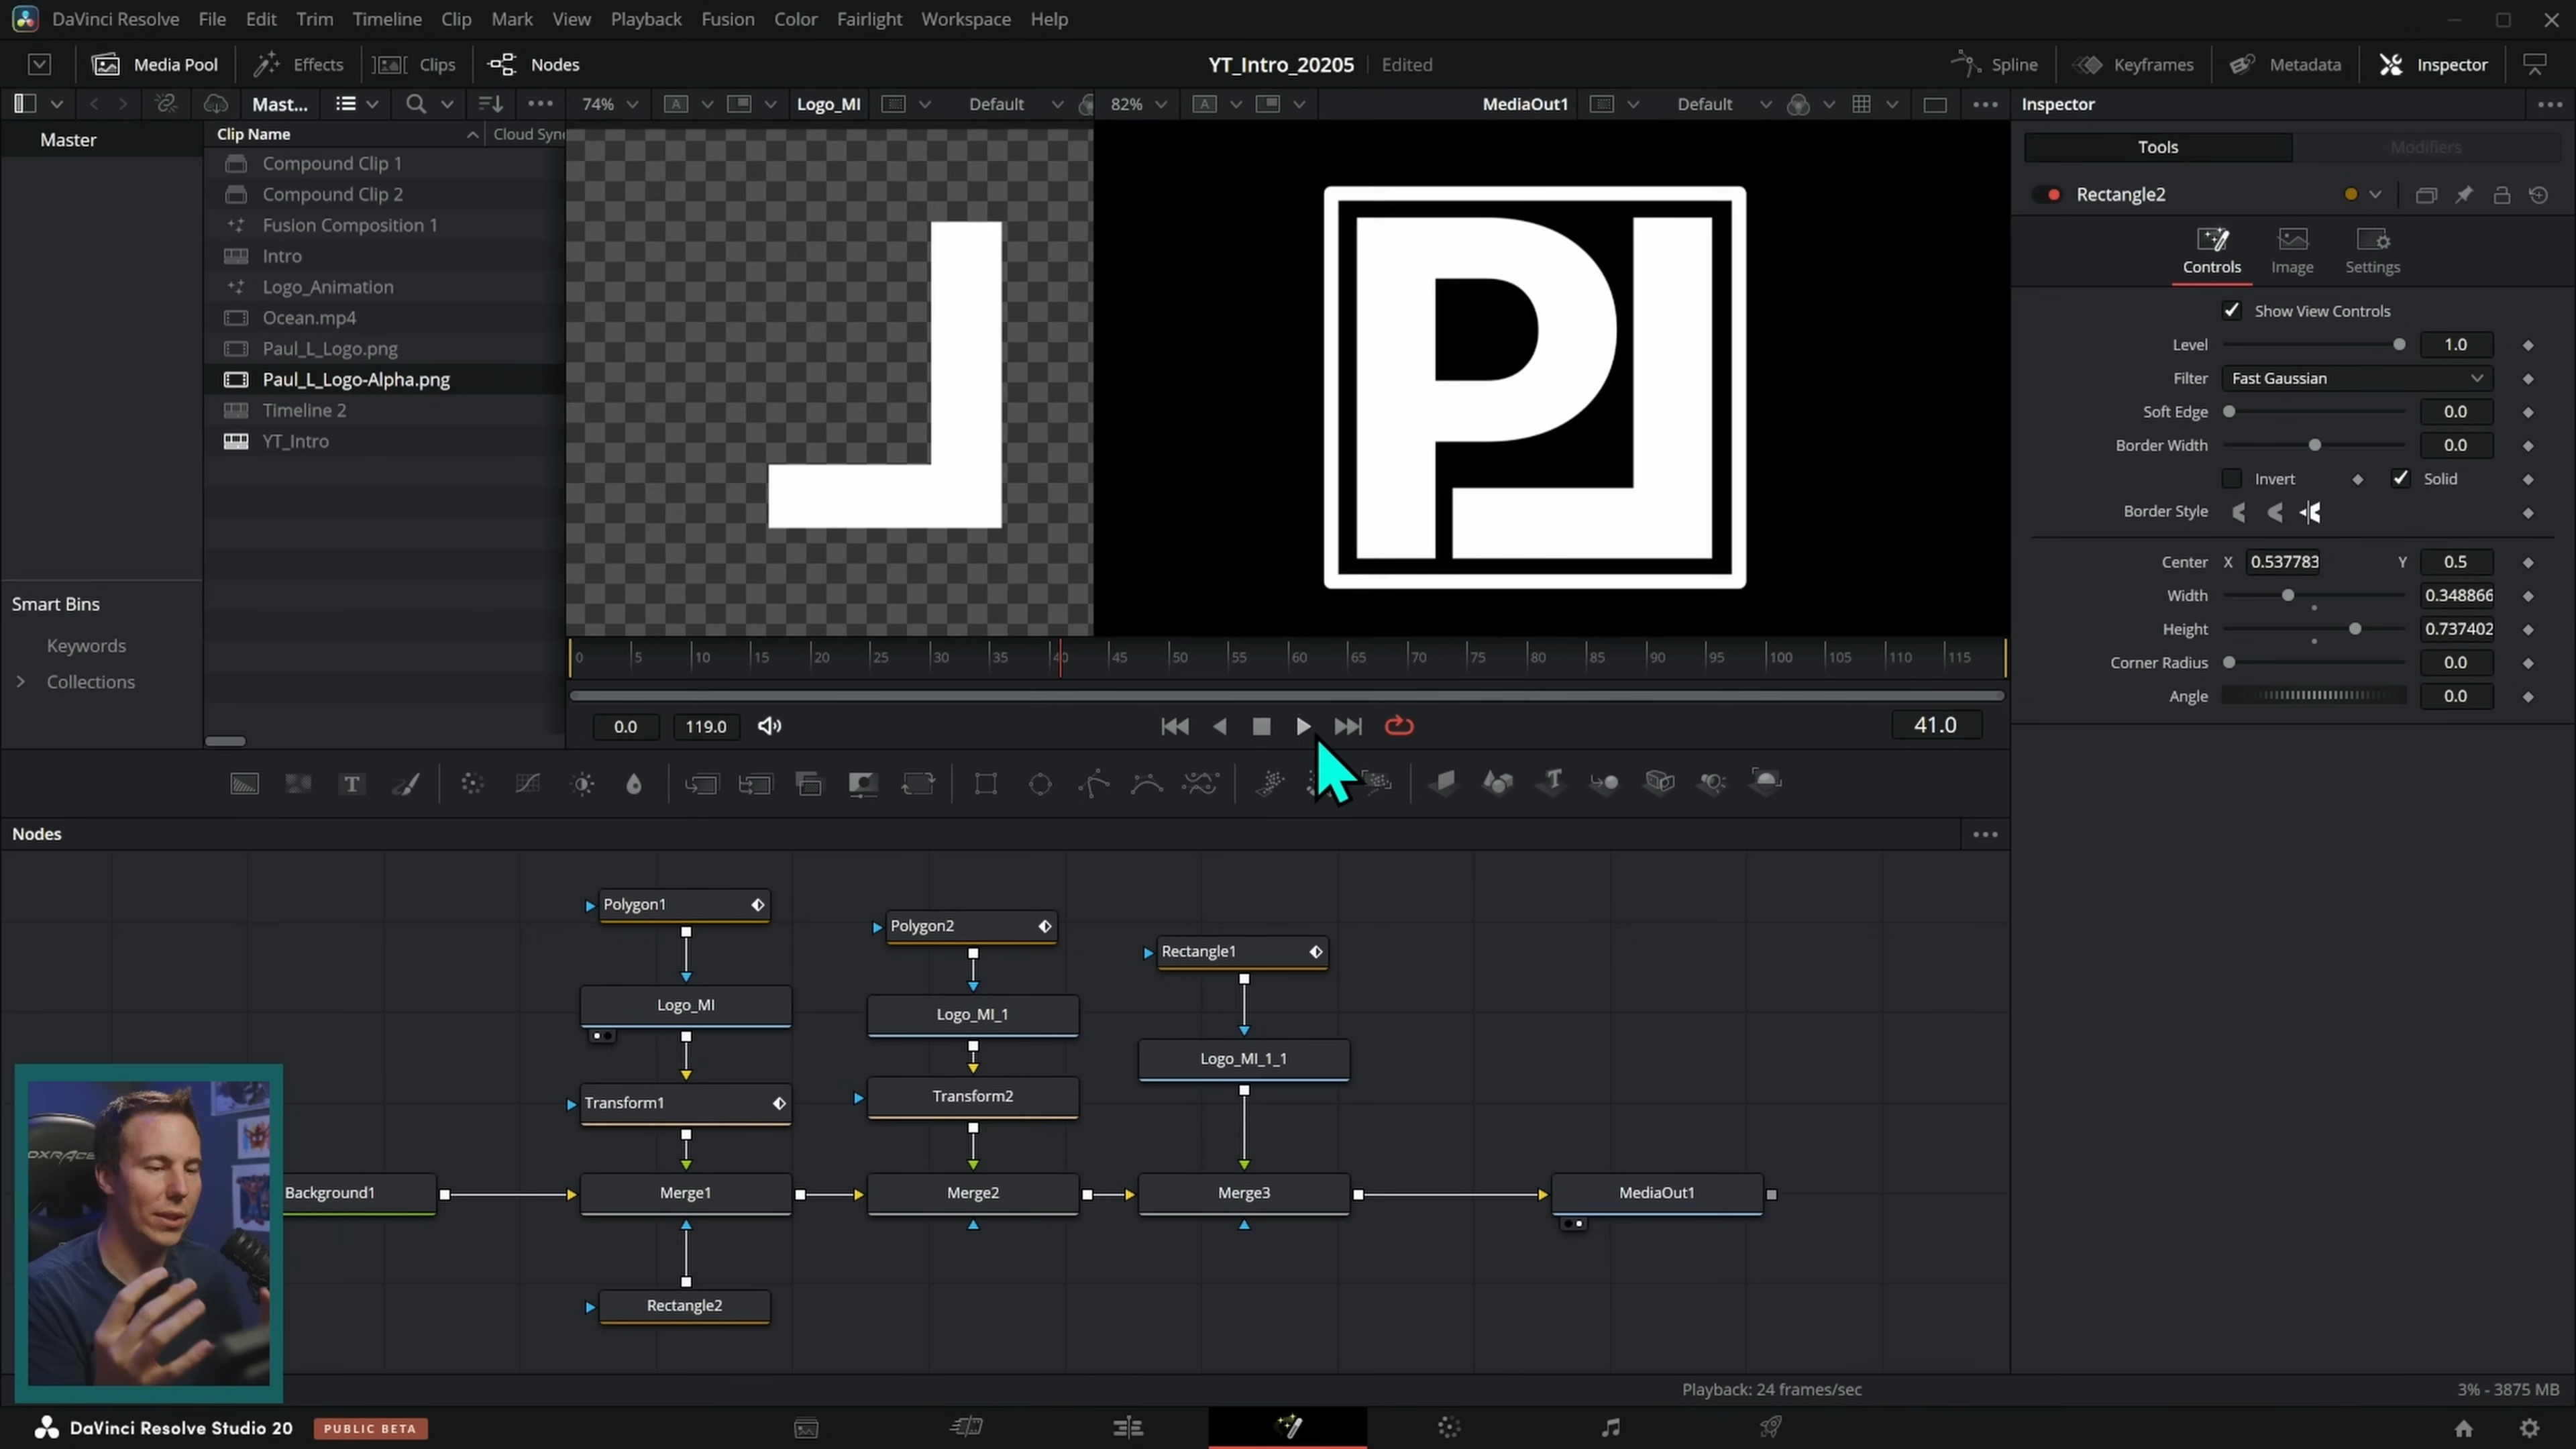 DaVinci Resolve File Edit Trim Timeline Clip Mark View Playback Fusion Color Fairlight Workspace Help
Media Pool Effects Clips Nodes YT_Intro_20205 Edited Spline Keyframes Metadata Inspector
Mast... 74% A Logo_MI Default 82% A MediaOut1 Default Inspector
Master Clip Name Cloud Sync
Compound Clip 1
Compound Clip 2
Fusion Composition 1
Intro
Logo_Animation
Ocean.mp4
Paul_L_Logo.png
Paul_L_Logo-Alpha.png
Timeline 2
YT_Intro
Smart Bins
Keywords
Collections
PL
0 5 10 15 20 25 30 35 40 45 50 55 60 65 70 75 80 85 90 95 100 105 110 115
0.0 119.0 41.0
Tools Modifiers
Rectangle2
Controls Image Settings
Show View Controls
Level 1.0
Filter Fast Gaussian
Soft Edge 0.0
Border Width 0.0
Invert Solid
Border Style
Center X 0.537783 Y 0.5
Width 0.348866
Height 0.737402
Corner Radius 0.0
Angle 0.0
T T
Nodes
Polygon1
Polygon2
Rectangle1
Logo_MI
Logo_MI_1
Logo_MI_1_1
Transform1
Transform2
Background1 Merge1 Merge2 Merge3 MediaOut1
Rectangle2
OXRACE
Playback: 24 frames/sec 3% - 3875 MB
DaVinci Resolve Studio 20 PUBLIC BETA